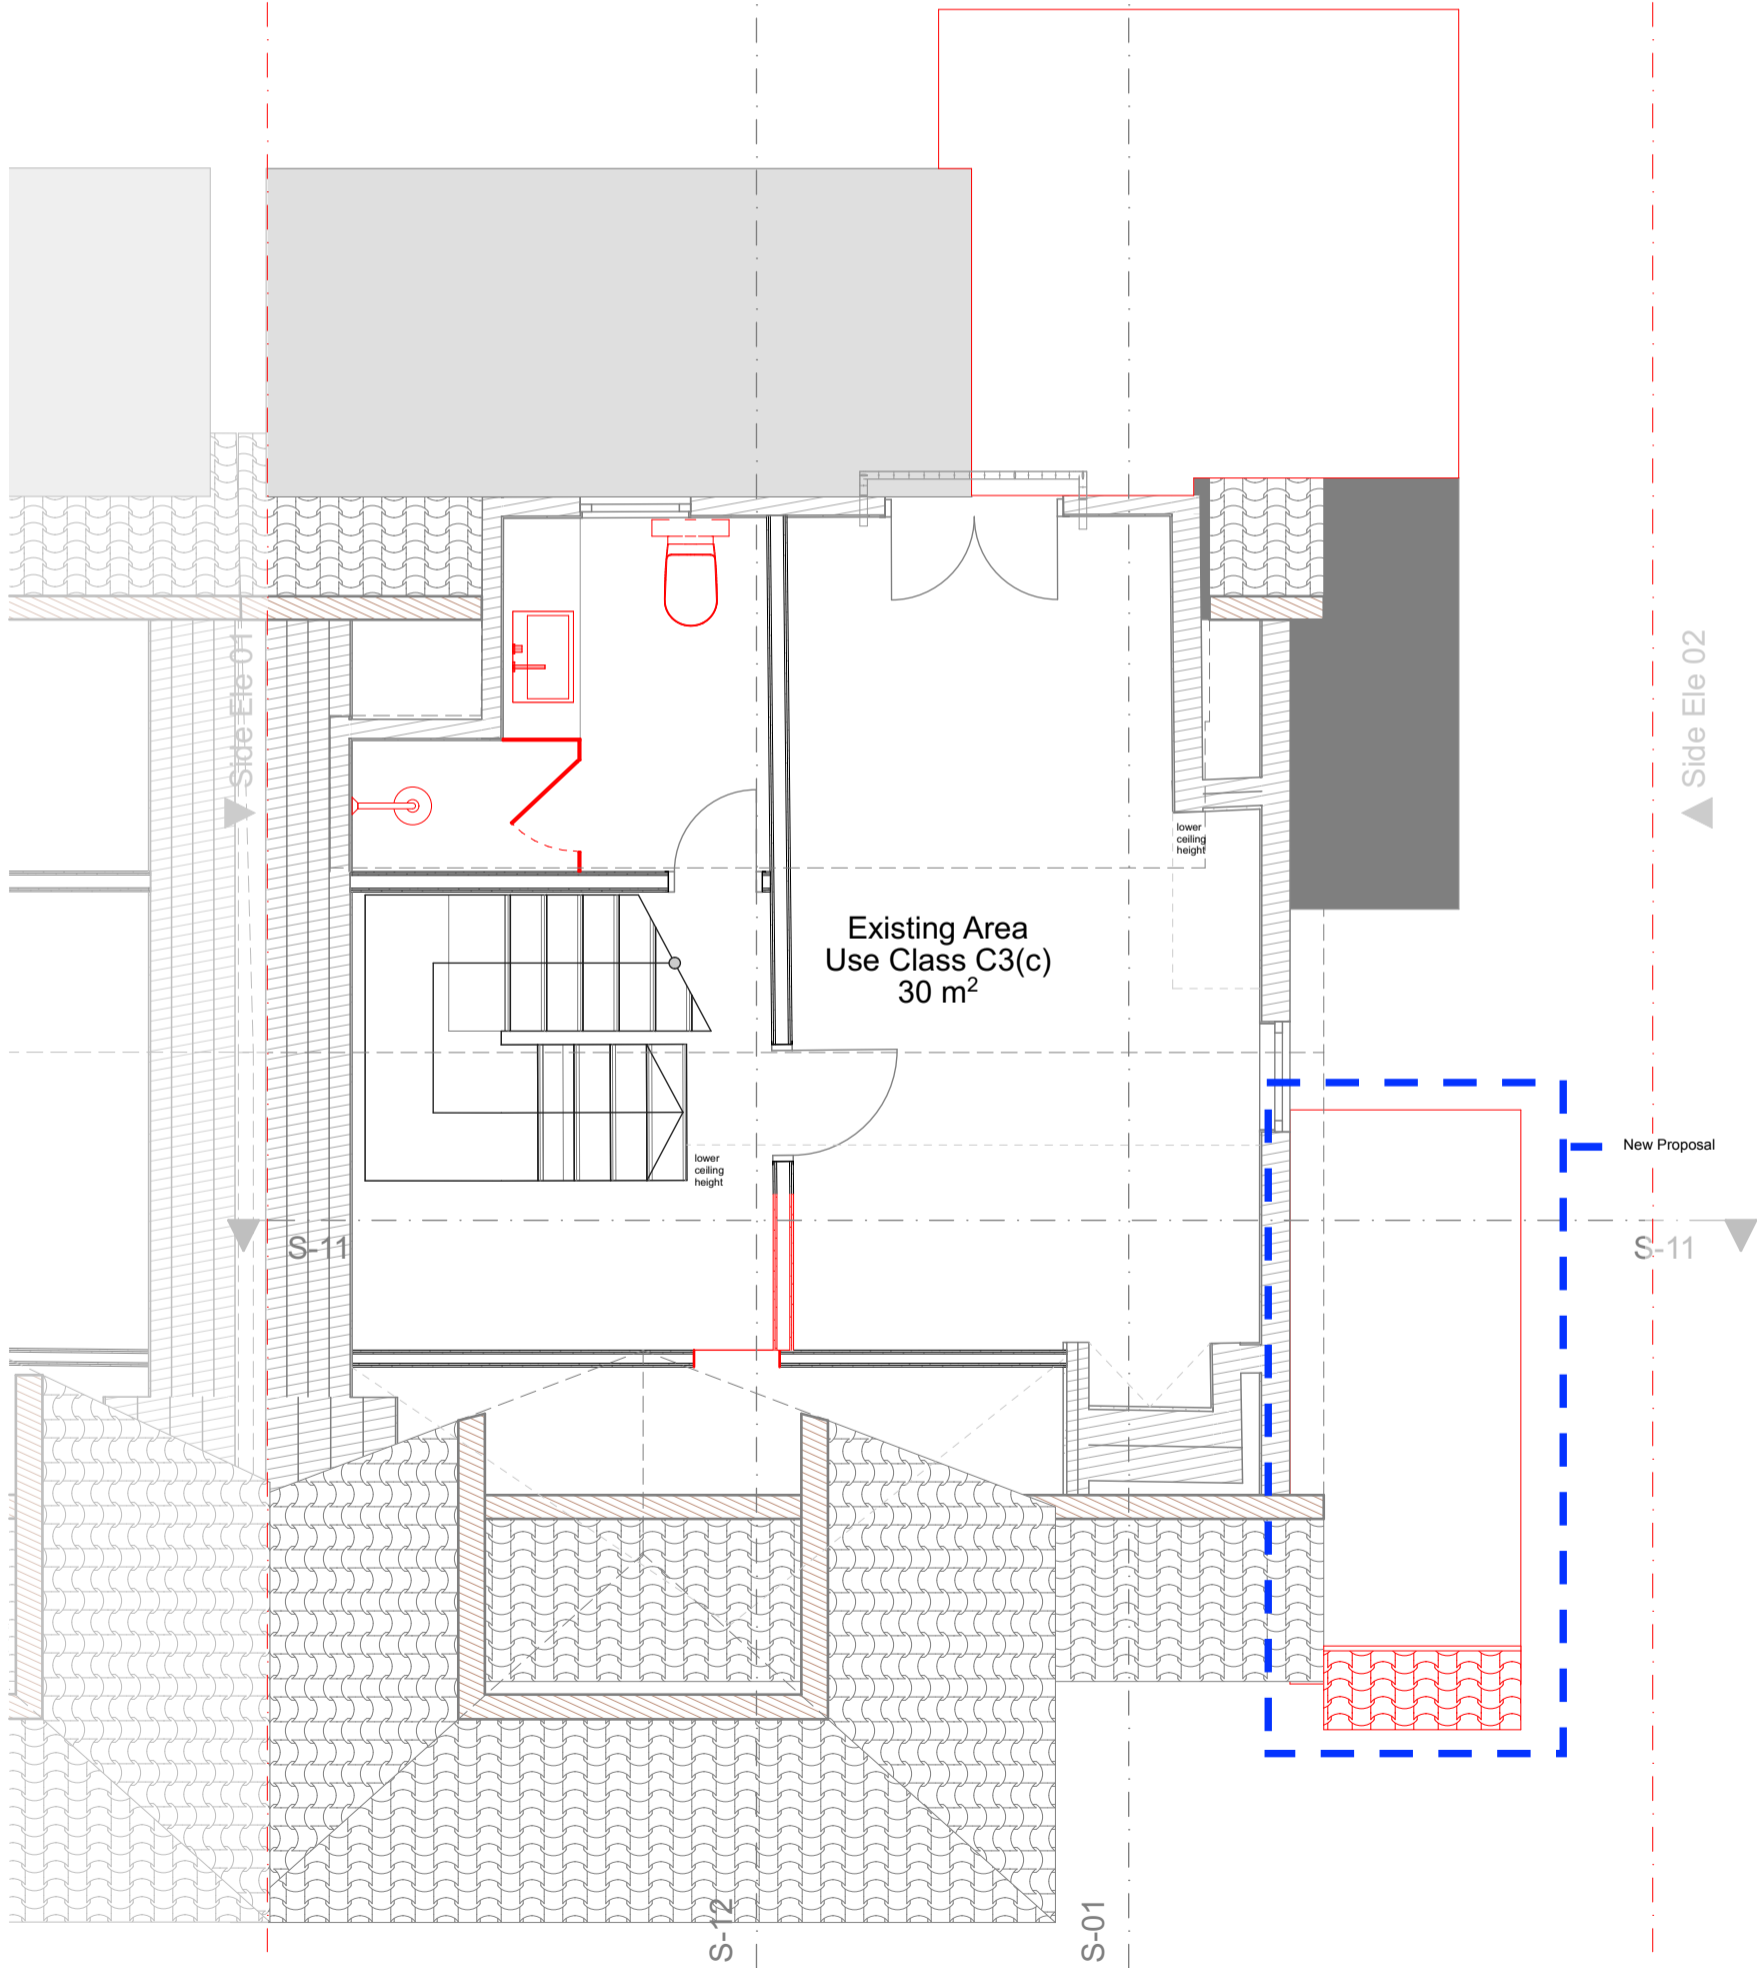 Side Ele 01
Side Ele 02
lower
ceiling
height
Existing Area
Use Class C3(c)
30 m²
New Proposal
lower
ceiling
height
S-11
S-11
S-12
S-01